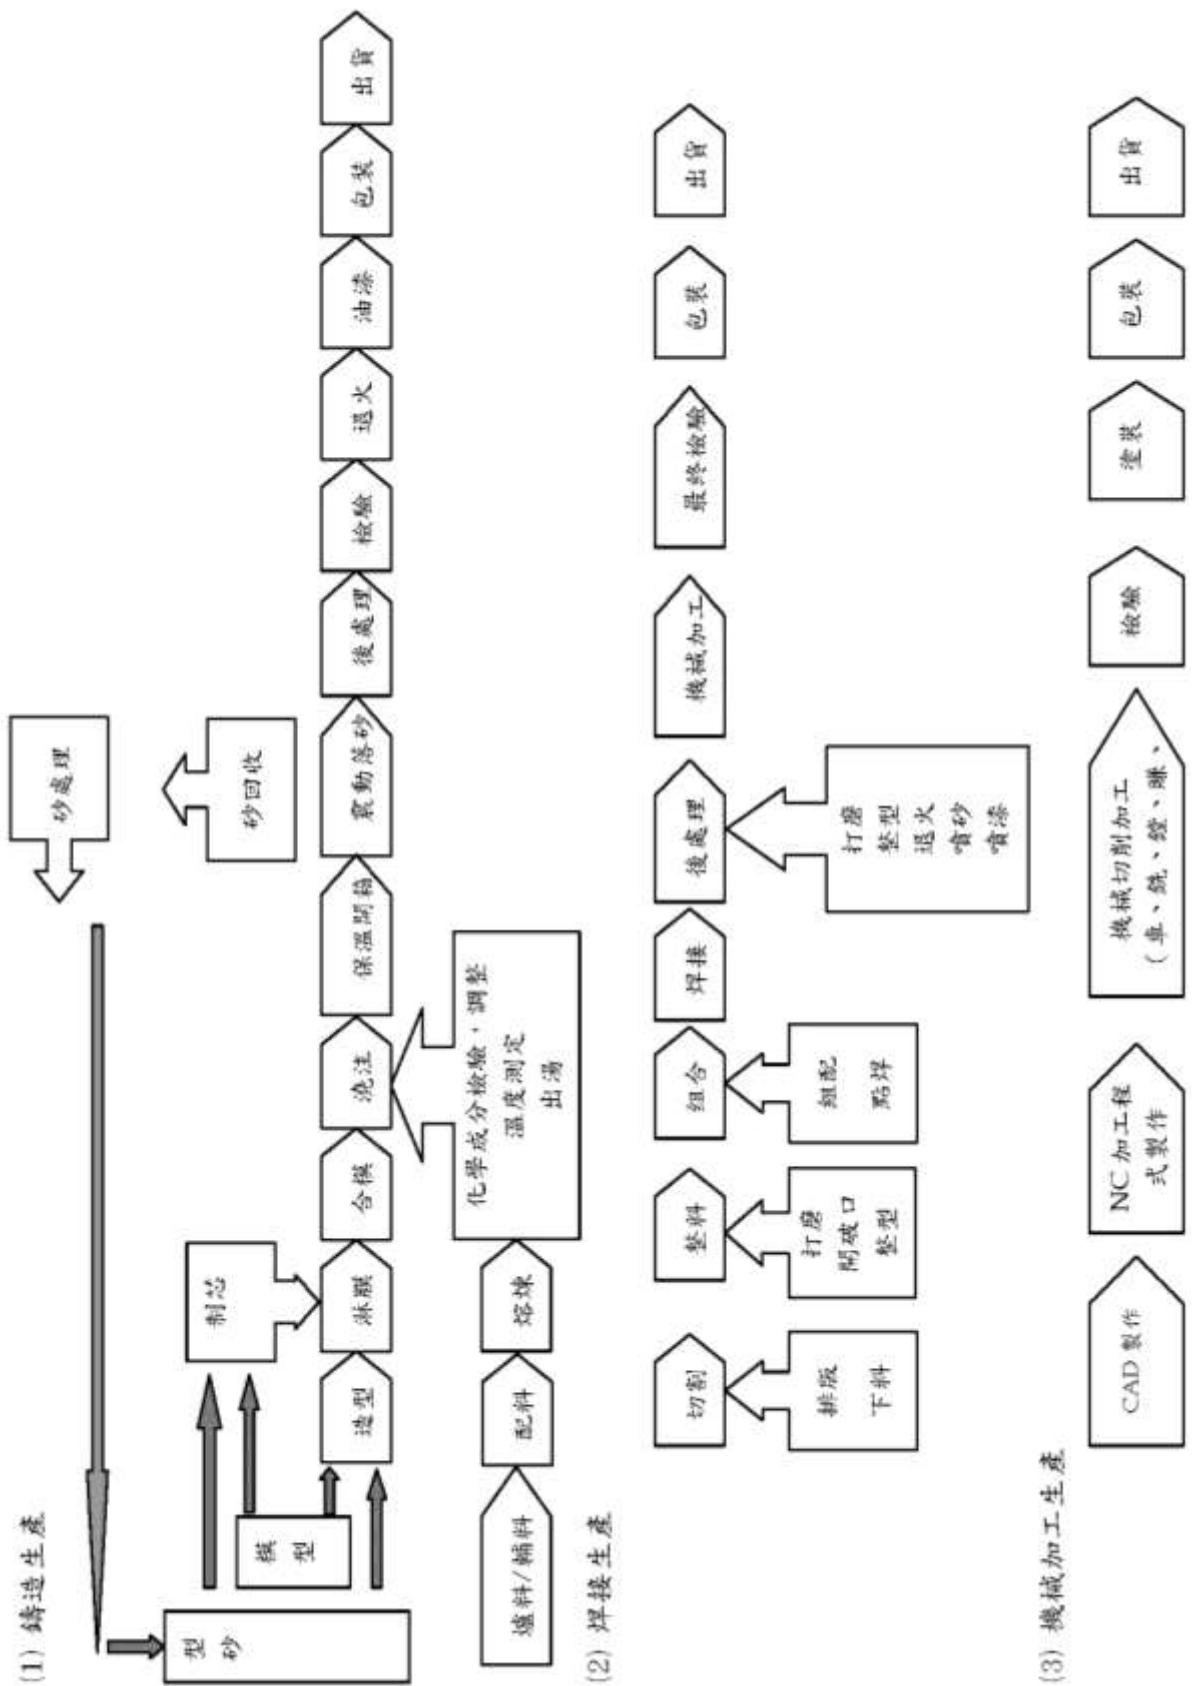 (1) 鑄造生產
砂處理
砂回收
型
砂
模
型
制芯
造型
淋膜
合模
澆注
保溫開箱
震動落砂
後處理
檢驗
退火
油漆
包裝
出貨
爐料/輔料
配料
熔煉
化學成分檢驗，調整
溫度測定
出湯
(2) 焊接生產
切割
整料
組合
焊接
後處理
機械加工
最終檢驗
包裝
出貨
排版
下料
打磨
開破口
整型
組配
點焊
打磨
整型
退火
噴砂
噴漆
(3) 機械加工生產
CAD 製作
NC 加工程
式製作
機械切削加工
(車、銑、鏜、
檢驗
塗裝
包裝
出貨